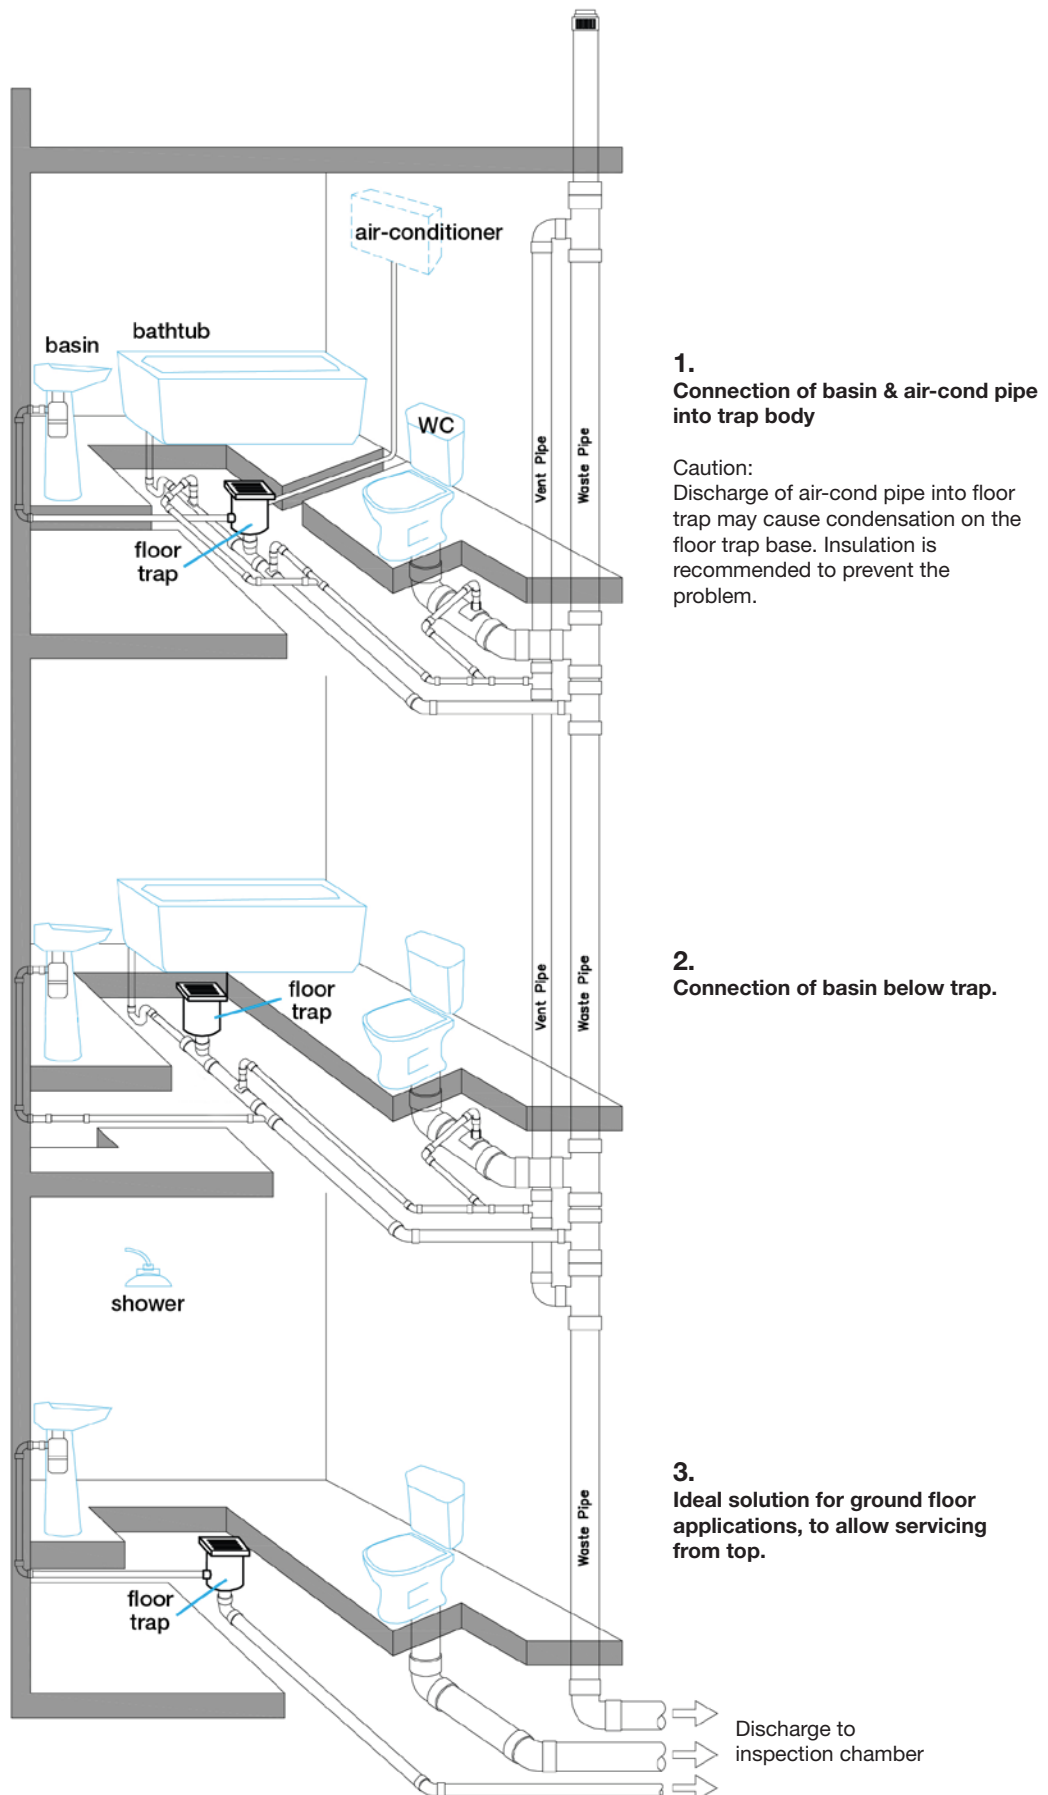 air-conditioner
bathtub
basin
WC
floor
trap
Vent Pipe
Waste Pipe
1.
Connection of basin & air-cond pipe
into trap body
Caution:
Discharge of air-cond pipe into floor
trap may cause condensation on the
floor trap base. Insulation is
recommended to prevent the
problem.
floor
trap
Vent Pipe
Waste Pipe
2.
Connection of basin below trap.
shower
floor
trap
Waste Pipe
3.
Ideal solution for ground floor
applications, to allow servicing
from top.
Discharge to
inspection chamber